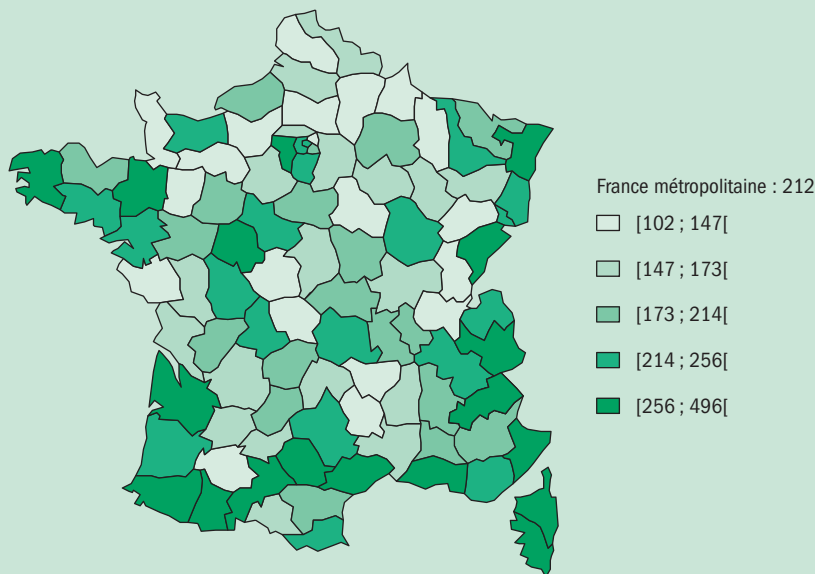 France métropolitaine : 212
[102 ; 147[
[147 ; 173[
[173 ; 214[
[214 ; 256[
[256 ; 496[